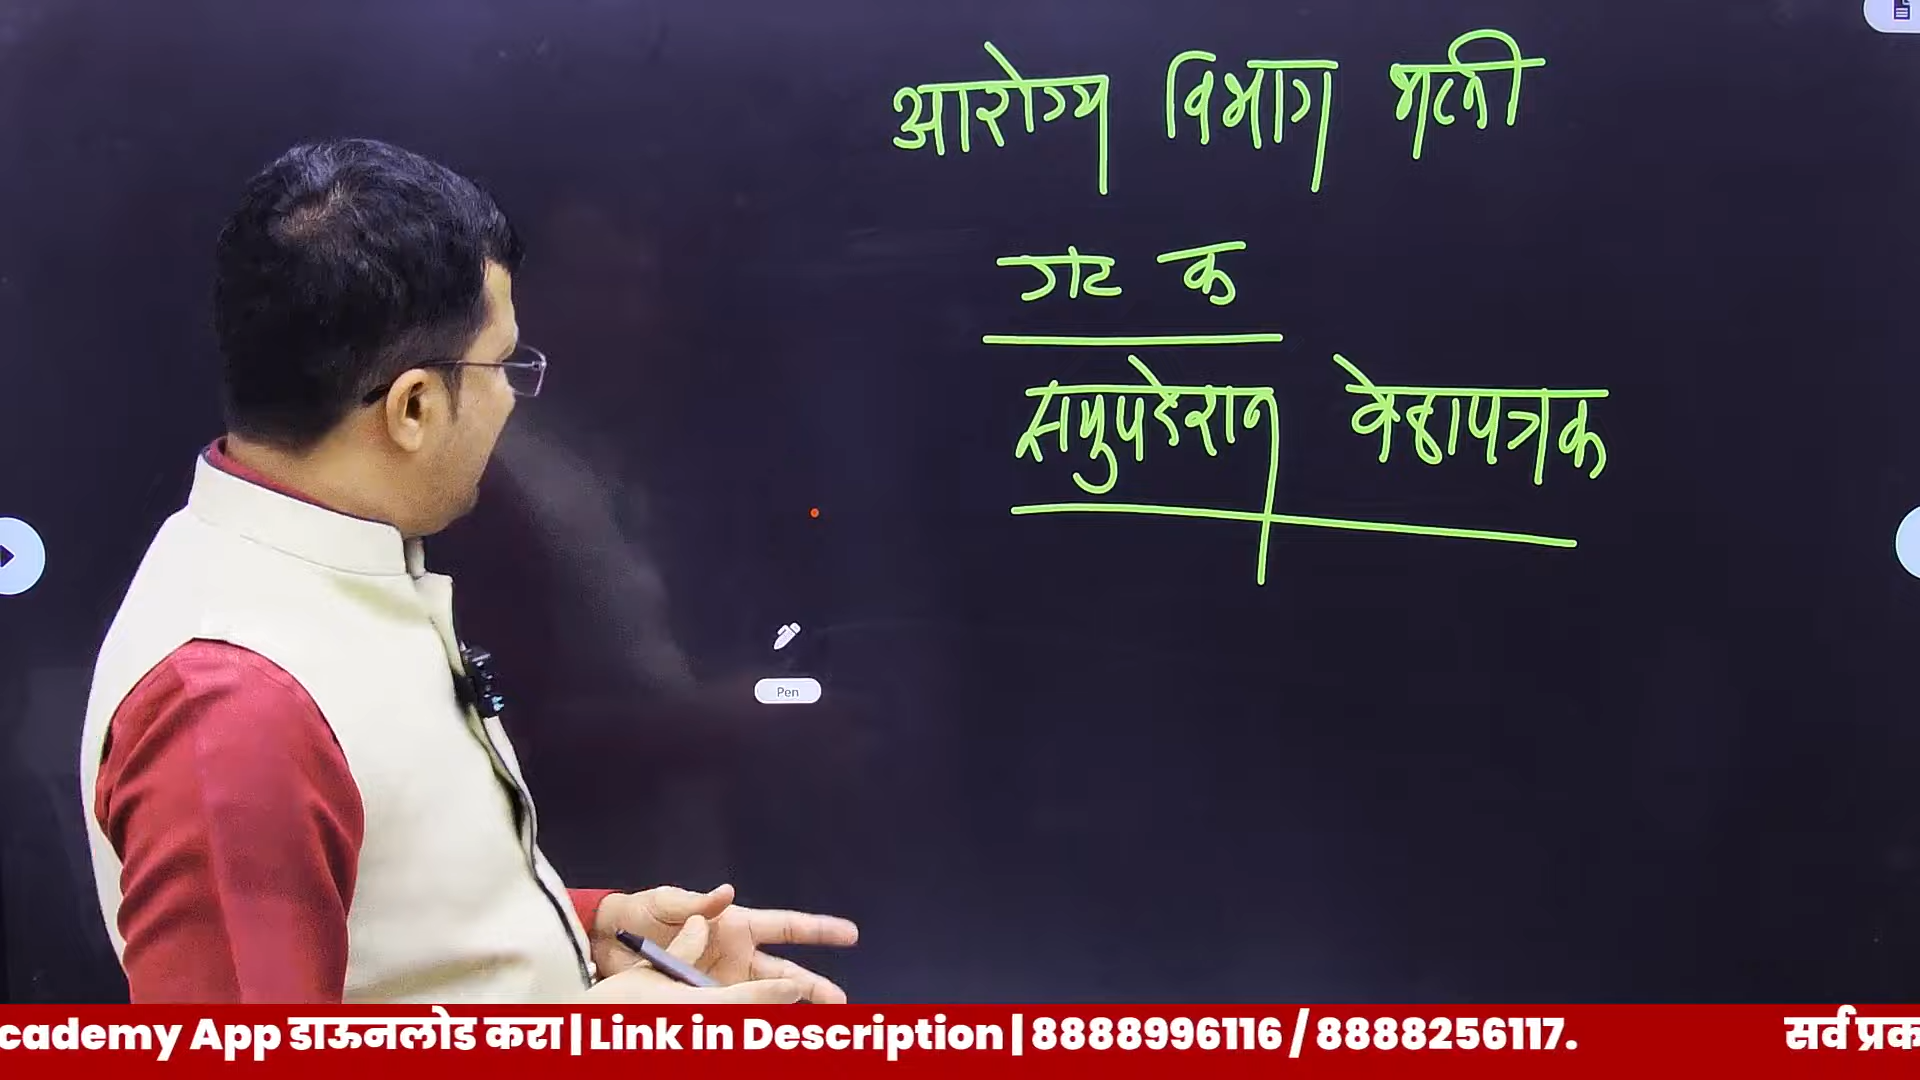 आरोग्य विभाग भरती
गट क
समुपदेशन वेळापत्रक
Pen
cademy App डाऊनलोड करा | Link in Description | 8888996116 / 8888256117. सर्व प्रक